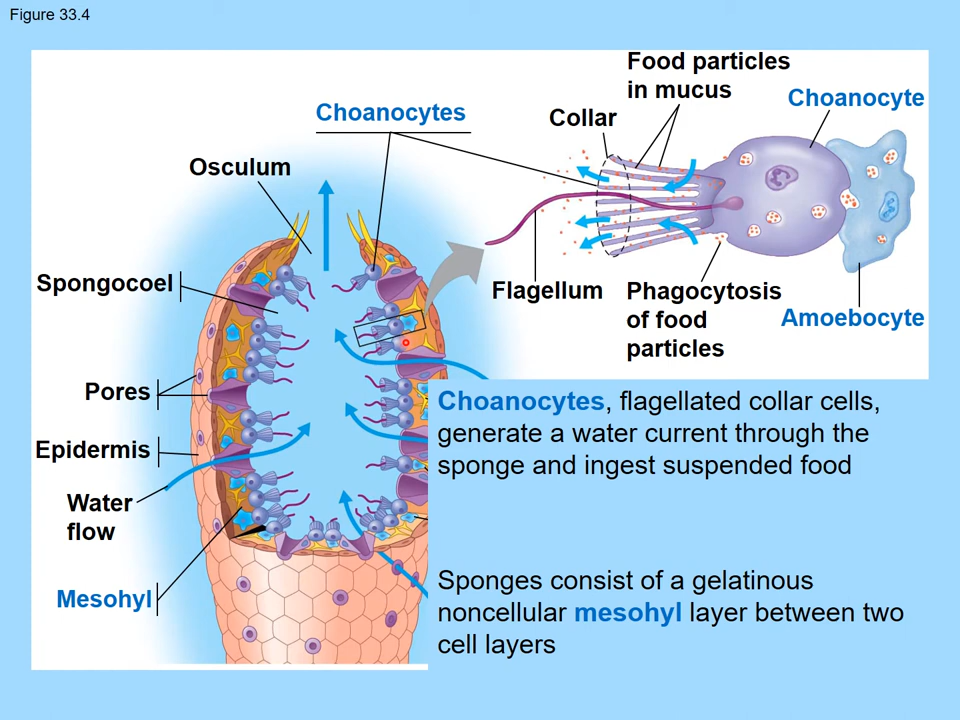 Figure 33.4
Food particles
in mucus
Choanocyte
Choanocytes
Collar
Osculum
Spongocoel
Flagellum
Phagocytosis
of food
particles
Amoebocyte
Pores
Choanocytes, flagellated collar cells,
generate a water current through the
sponge and ingest suspended food
Epidermis
Water
flow
Mesohyl
Sponges consist of a gelatinous
noncellular mesohyl layer between two
cell layers